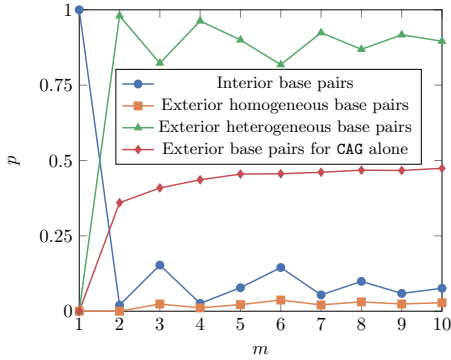 1
0.75
0.5
0.25
0
p
Interior base pairs
Exterior homogeneous base pairs
Exterior heterogeneous base pairs
Exterior base pairs for CAG alone
1 2 3 4 5 6 7 8 9 10
m